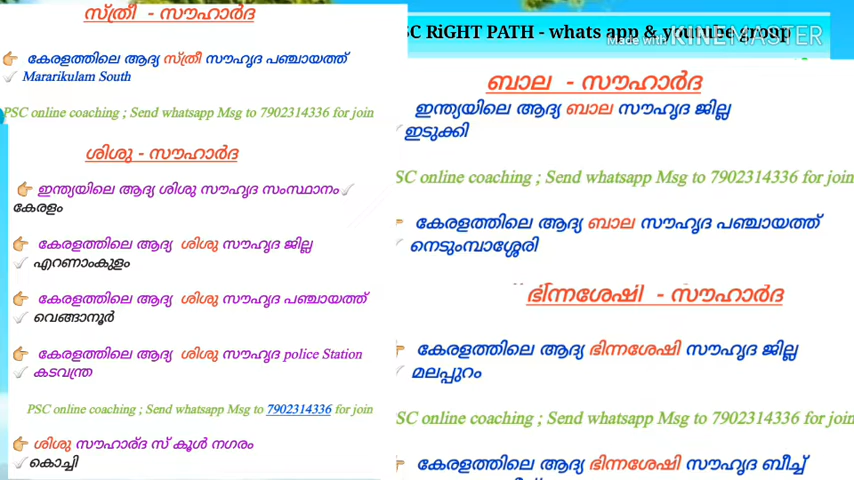 സ്ത്രീ - സൗഹാർദ
👉 കേരളത്തിലെ ആദ്യ സ്ത്രീ സൗഹൃദ പഞ്ചായത്ത്
✓ Mararikulam South
PSC online coaching ; Send whatsapp Msg to 7902314336 for join
ശിശു - സൗഹാർദ
👉 ഇന്ത്യയിലെ ആദ്യ ശിശു സൗഹൃദ സംസ്ഥാനം✓
കേരളം
👉 കേരളത്തിലെ ആദ്യ ശിശു സൗഹൃദ ജില്ല
✓ എറണാംകുളം
👉 കേരളത്തിലെ ആദ്യ ശിശു സൗഹൃദ പഞ്ചായത്ത്
✓ വെങ്ങാനൂർ
👉 കേരളത്തിലെ ആദ്യ ശിശു സൗഹൃദ police Station
✓ കടവന്ത്ര
PSC online coaching ; Send whatsapp Msg to 7902314336 for join
👉 ശിശു സൗഹാര്ദ സ് കൂൾ നഗരം
✓ കൊച്ചി
SC RiGHT PATH - whats app & youtube group
Made with KINEMASTER
ബാല - സൗഹാർദ
ഇന്ത്യയിലെ ആദ്യ ബാല സൗഹൃദ ജില്ല
ഇടുക്കി
SC online coaching ; Send whatsapp Msg to 7902314336 for join
കേരളത്തിലെ ആദ്യ ബാല സൗഹൃദ പഞ്ചായത്ത്
നെടുംമ്പാശ്ശേരി
ഭിന്നശേഷി - സൗഹാർദ
കേരളത്തിലെ ആദ്യ ഭിന്നശേഷി സൗഹൃദ ജില്ല
മലപ്പുറം
SC online coaching ; Send whatsapp Msg to 7902314336 for join
കേരളത്തിലെ ആദ്യ ഭിന്നശേഷി സൗഹൃദ ബീച്ച്